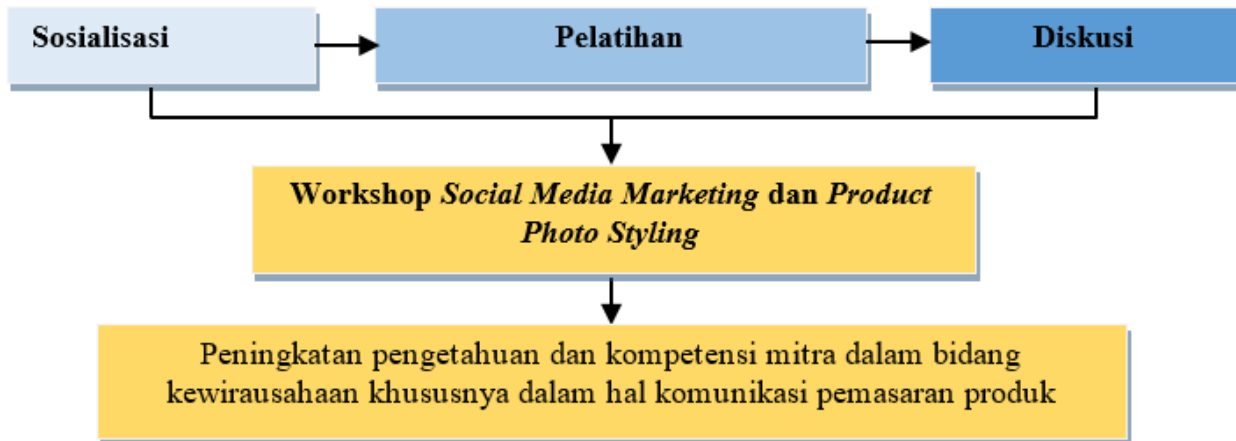 Sosialisasi
Pelatihan
Diskusi
Workshop Social Media Marketing dan Product
Photo Styling
Peningkatan pengetahuan dan kompetensi mitra dalam bidang
kewirausahaan khususnya dalam hal komunikasi pemasaran produk